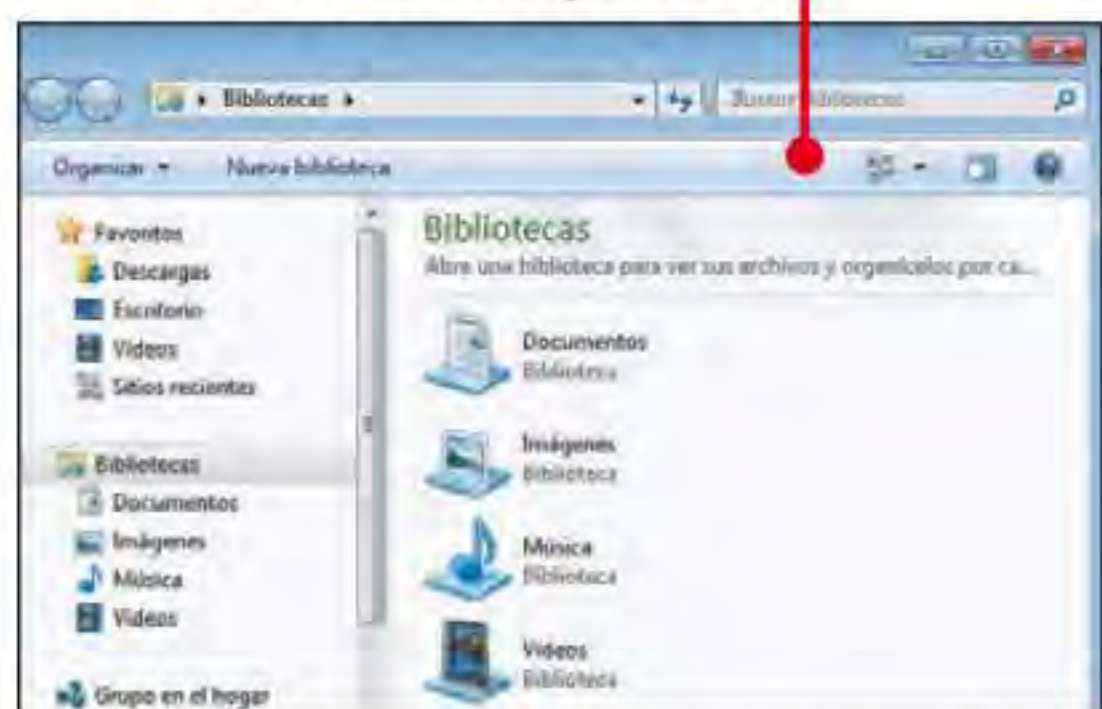 Bibliotecas
Buscar Bibliotecas
Organizar
Nueva biblioteca
Favoritos
Descargas
Escritorio
Videos
Sitios recientes
Bibliotecas
Documentos
Imágenes
Música
Videos
Grupo en el hogar
Bibliotecas
Abra una biblioteca para ver sus archivos y organícelos por ca...
Documentos
Biblioteca
Imágenes
Biblioteca
Música
Biblioteca
Videos
Biblioteca